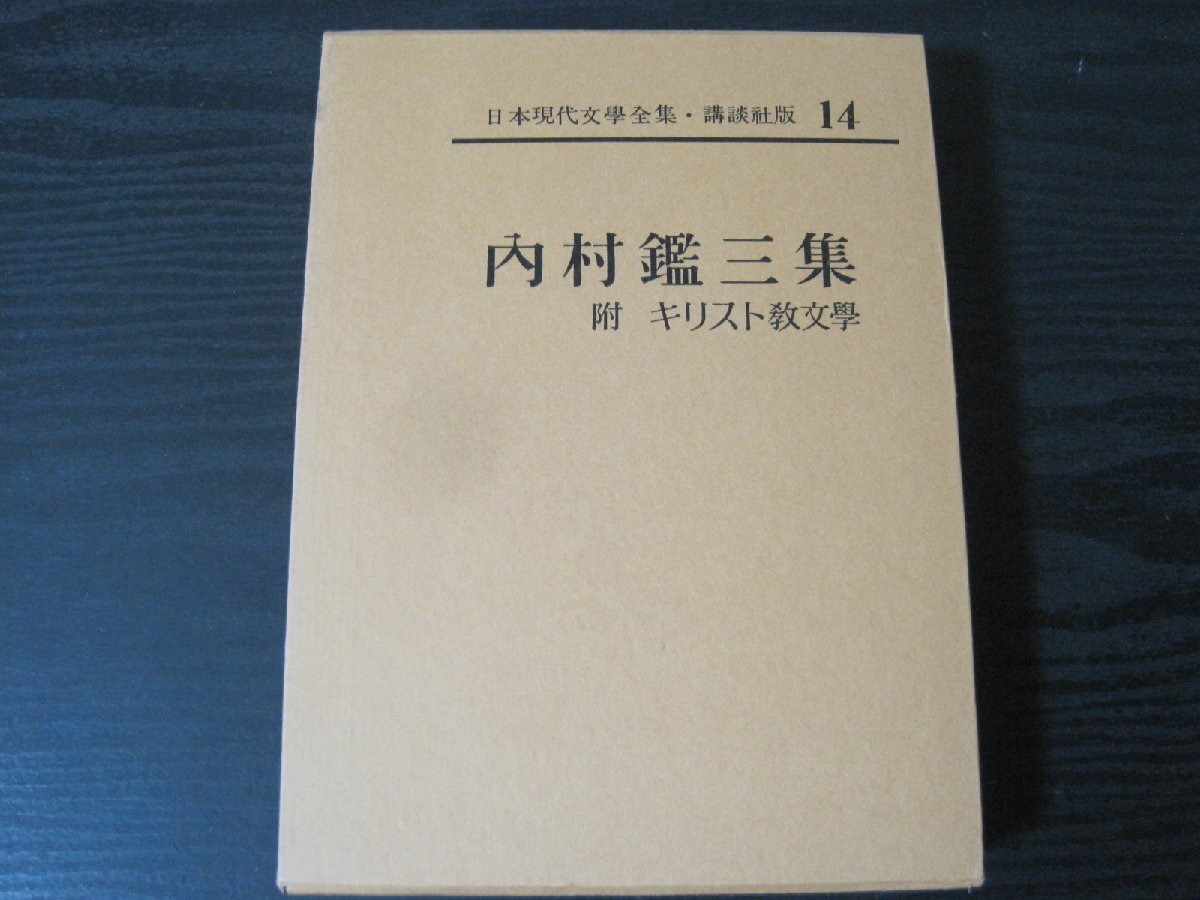 日本現代文學全集・講談社版 14
內村鑑三集
附 キリスト教文學